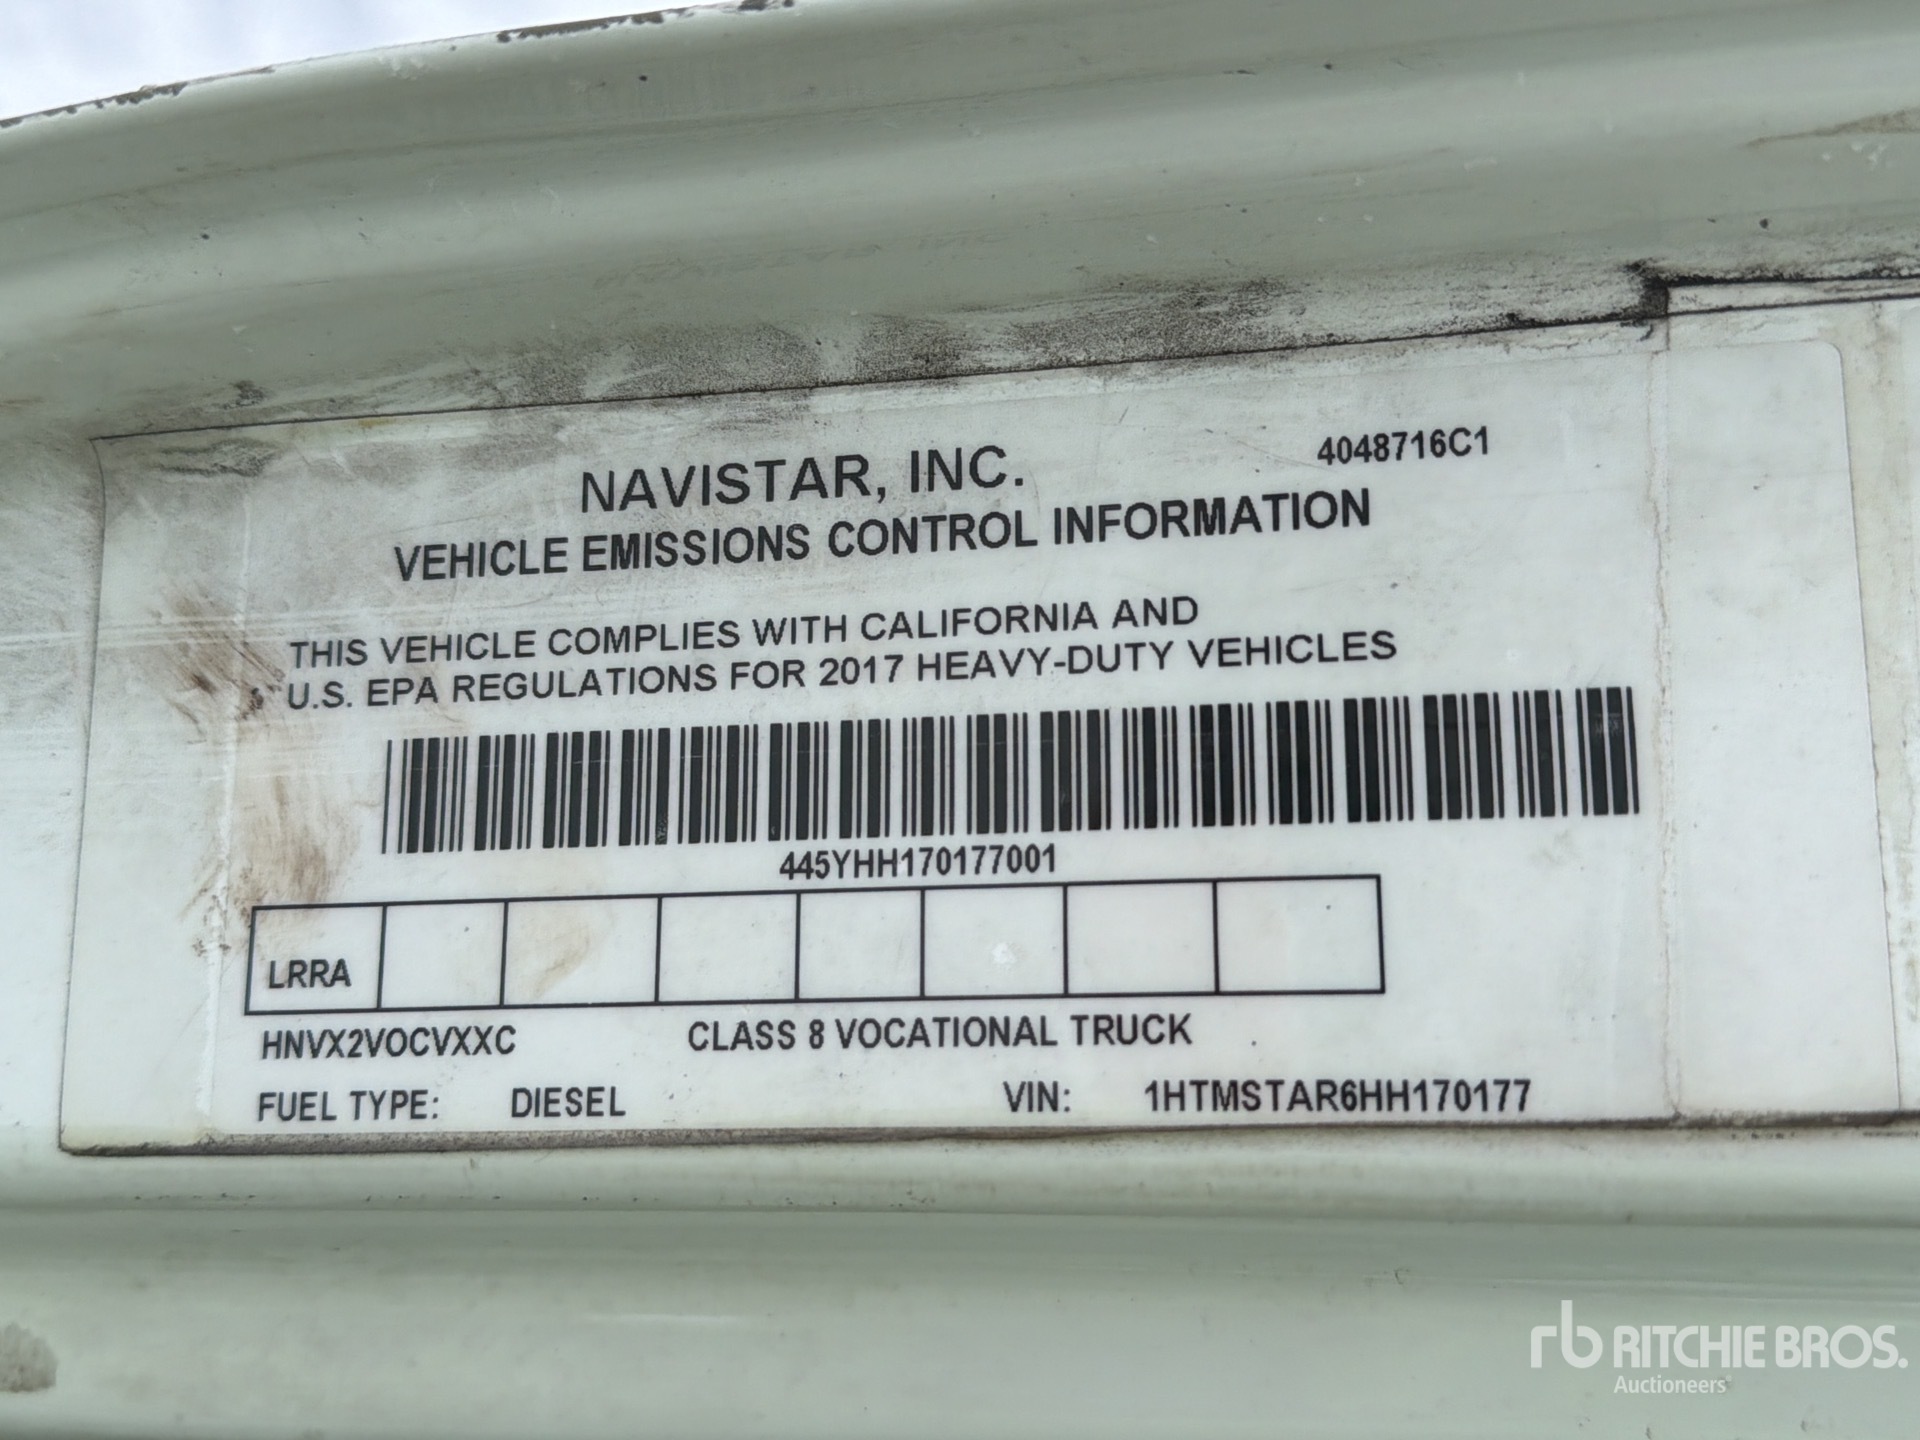 NAVISTAR, INC.
4048716C1
VEHICLE EMISSIONS CONTROL INFORMATION
THIS VEHICLE COMPLIES WITH CALIFORNIA AND
U.S. EPA REGULATIONS FOR 2017 HEAVY-DUTY VEHICLES
445YHH170177001
LRRA
HNVX2VOCVXXC CLASS 8 VOCATIONAL TRUCK
FUEL TYPE: DIESEL VIN: 1HTMSTAR6HH170177
rb RITCHIE BROS.
Auctioneers